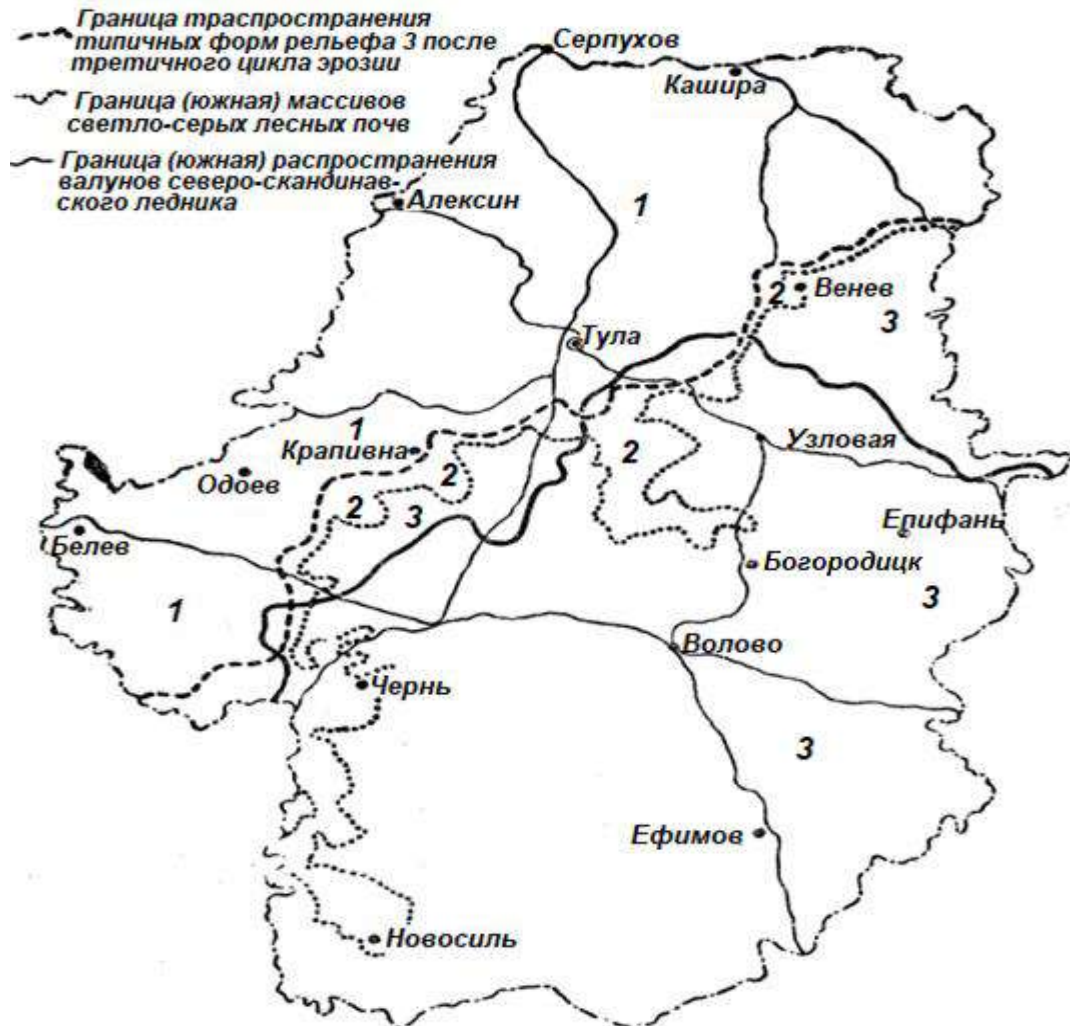 Граница траспространения
типичных форм рельефа 3 после
третичного цикла эрозии
Граница (южная) массивов
светло-серых лесных почв
Граница (южная) распространения
валунов северо-скандинав-
ского ледника
Серпухов
Кашира
Алексин
1
2
Венев
3
Тула
1
Крапивна
2
Узловая
Одоев
2
2
3
Епифань
Белев
Богородицк
1
3
Волово
Чернь
3
Ефимов
Новосиль